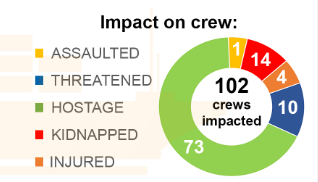 Impact on crew:
ASSAULTED
THREATENED
HOSTAGE
KIDNAPPED
INJURED
1
14
4
10
73
102
crews
impacted